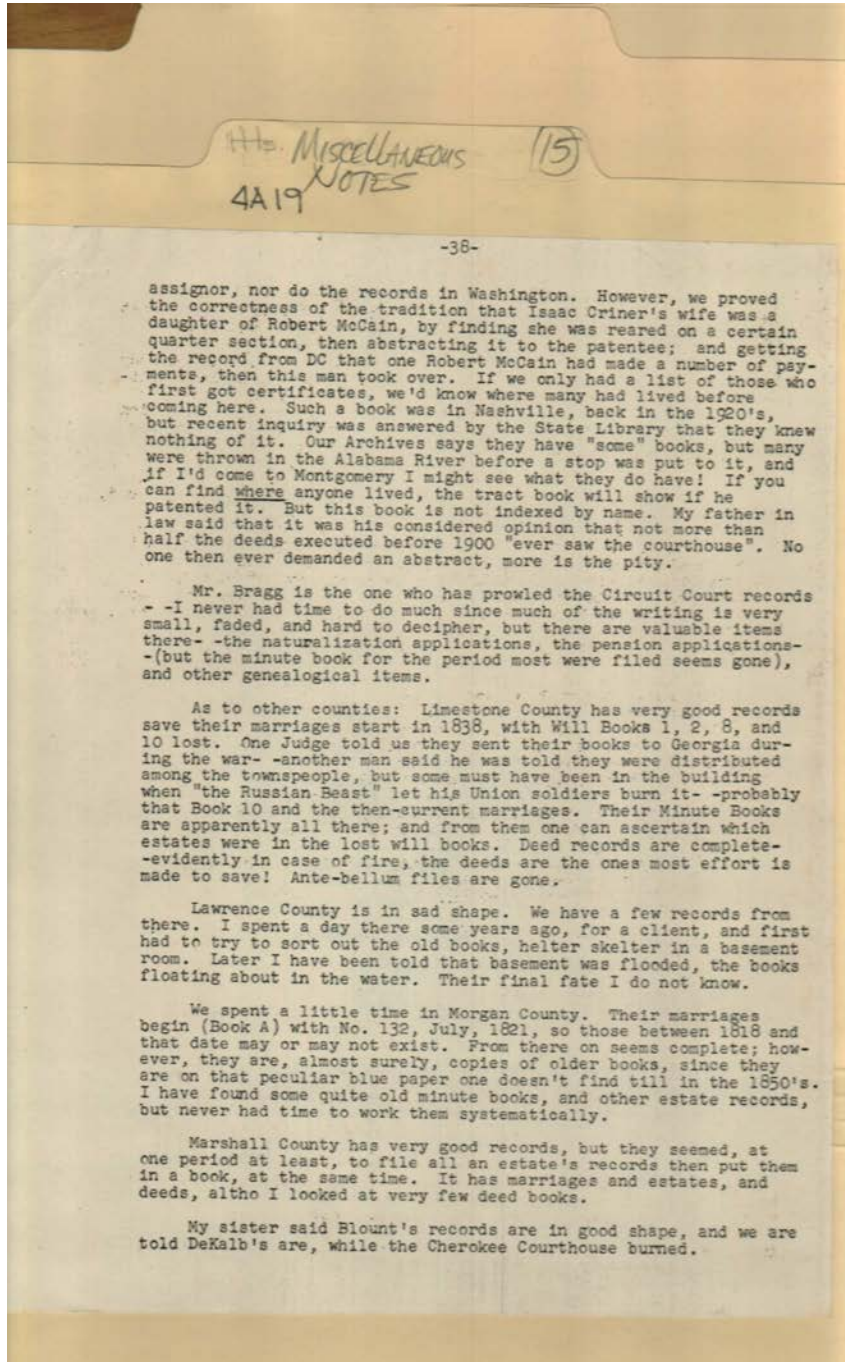 Misc. MISCELLANEOUS (15)
NOTES
4A19
-38-
assignor, nor do the records in Washington. However, we proved
the correctness of the tradition that Isaac Criner's wife was a
daughter of Robert McCain, by finding she was reared on a certain
quarter section, then abstracting it to the patentee; and getting
the record from DC that one Robert McCain had made a number of pay-
ments, then this man took over. If we only had a list of those who
first got certificates, we'd know where many had lived before
coming here. Such a book was in Nashville, back in the 1920's,
but recent inquiry was answered by the State Library that they knew
nothing of it. Our Archives says they have "some" books, but many
were thrown in the Alabama River before a stop was put to it, and
if I'd come to Montgomery I might see what they do have! If you
can find where anyone lived, the tract book will show if he
patented it. But this book is not indexed by name. My father in
law said that it was his considered opinion that not more than
half the deeds executed before 1900 "ever saw the courthouse". No
one then ever demanded an abstract, more is the pity.
Mr. Bragg is the one who has prowled the Circuit Court records
- -I never had time to do much since much of the writing is very
small, faded, and hard to decipher, but there are valuable items
there- -the naturalization applications, the pension applications-
-(but the minute book for the period most were filed seems gone),
and other genealogical items.
As to other counties: Limestone County has very good records
save their marriages start in 1838, with Will Books 1, 2, 8, and
10 lost. One Judge told us they sent their books to Georgia dur-
ing the war- -another man said he was told they were distributed
among the townspeople, but some must have been in the building
when "the Russian Beast" let his Union soldiers burn it- -probably
that Book 10 and the then-current marriages. Their Minute Books
are apparently all there; and from them one can ascertain which
estates were in the lost will books. Deed records are complete-
-evidently in case of fire, the deeds are the ones most effort is
made to save! Ante-bellum files are gone.
Lawrence County is in sad shape. We have a few records from
there. I spent a day there some years ago, for a client, and first
had to try to sort out the old books, helter skelter in a basement
room. Later I have been told that basement was flooded, the books
floating about in the water. Their final fate I do not know.
We spent a little time in Morgan County. Their marriages
begin (Book A) with No. 132, July, 1821, so those between 1818 and
that date may or may not exist. From there on seems complete; how-
ever, they are, almost surely, copies of older books, since they
are on that peculiar blue paper one doesn't find till in the 1850's.
I have found some quite old minute books, and other estate records,
but never had time to work them systematically.
Marshall County has very good records, but they seemed, at
one period at least, to file all an estate's records then put them
in a book, at the same time. It has marriages and estates, and
deeds, altho I looked at very few deed books.
My sister said Blount's records are in good shape, and we are
told DeKalb's are, while the Cherokee Courthouse burned.